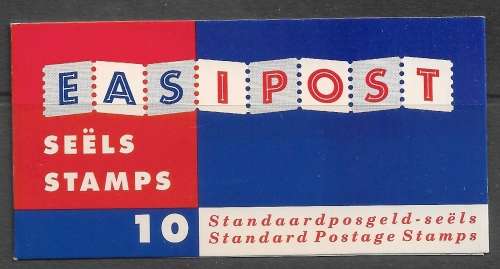 EASIPOST
SEËLS
STAMPS
10
Standaardposgeld-seëls
Standard Postage Stamps